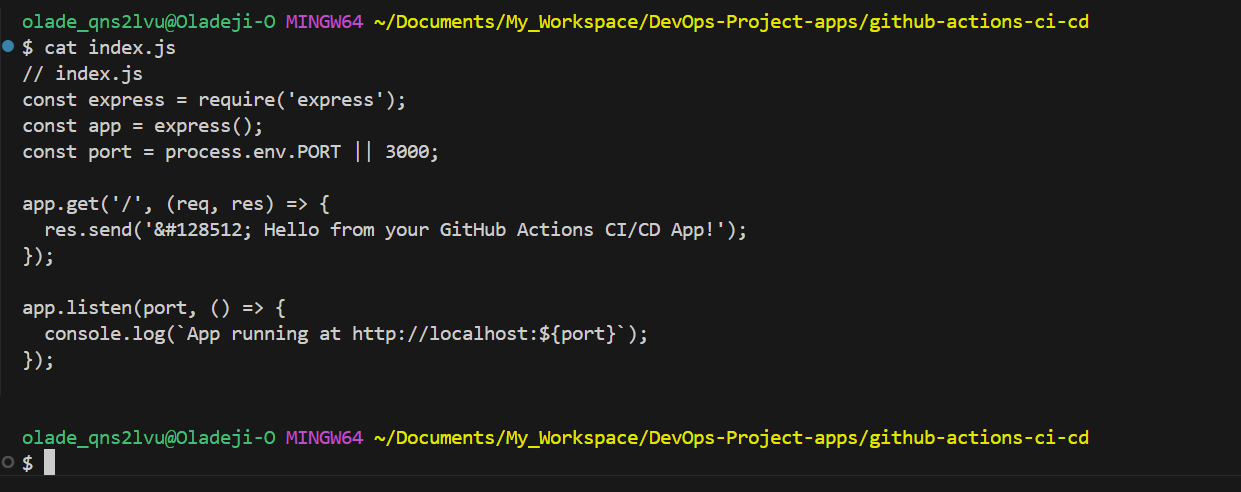 olade_qns2lvu@Oladeji-O MINGW64 ~/Documents/My_Workspace/DevOps-Project-apps/github-actions-ci-cd
$ cat index.js
// index.js
const express = require('express');
const app = express();
const port = process.env.PORT || 3000;
app.get('/', (req, res) => {
  res.send('&#128512; Hello from your GitHub Actions CI/CD App!');
});
app.listen(port, () => {
  console.log(`App running at http://localhost:${port}`);
});
olade_qns2lvu@Oladeji-O MINGW64 ~/Documents/My_Workspace/DevOps-Project-apps/github-actions-ci-cd
$